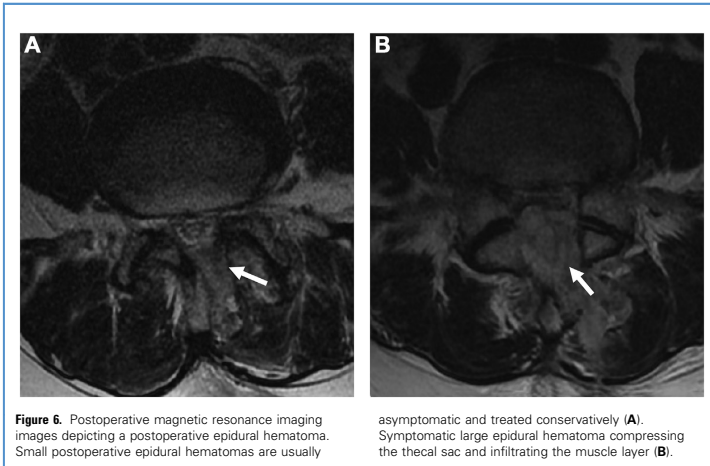 A
B
Figure 6. Postoperative magnetic resonance imaging
images depicting a postoperative epidural hematoma.
Small postoperative epidural hematomas are usually
asymptomatic and treated conservatively (A).
Symptomatic large epidural hematoma compressing
the thecal sac and infiltrating the muscle layer (B).